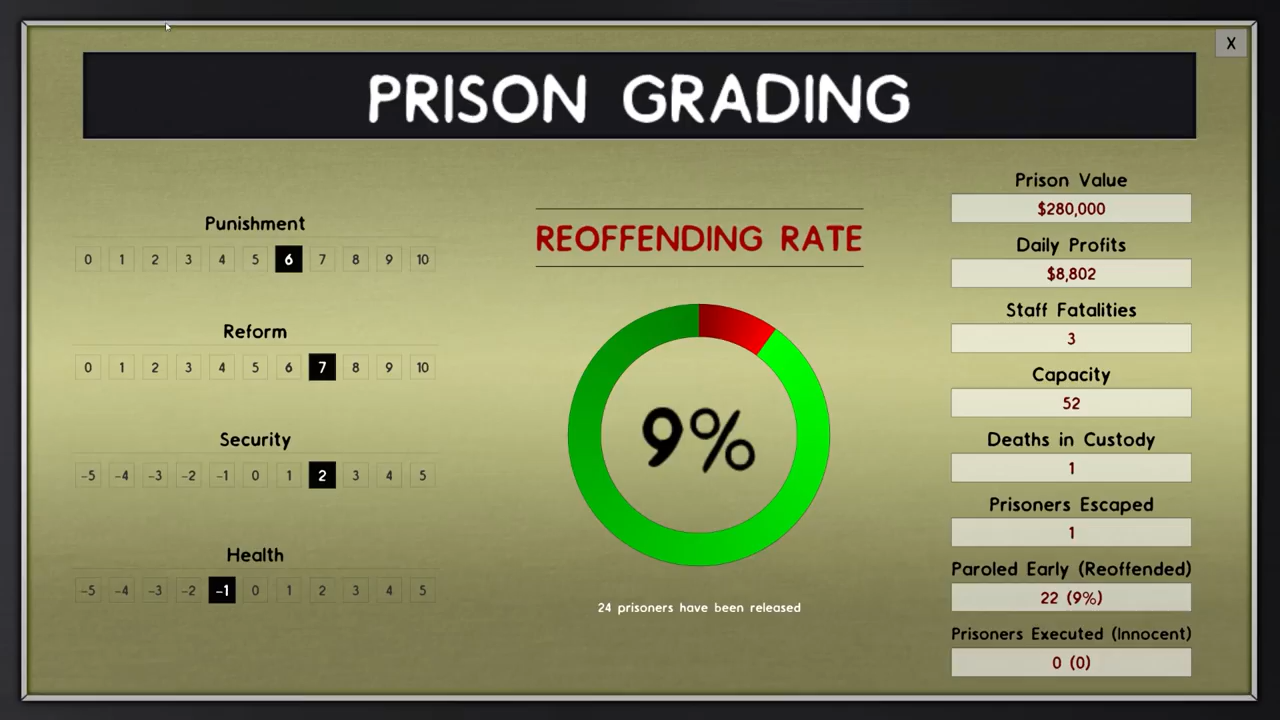 X
PRISON GRADING
Punishment
0 1 2 3 4 5 6 7 8 9 10
Reform
0 1 2 3 4 5 6 7 8 9 10
Security
-5 -4 -3 -2 -1 0 1 2 3 4 5
Health
-5 -4 -3 -2 -1 0 1 2 3 4 5
REOFFENDING RATE
9%
24 prisoners have been released
Prison Value
$280,000
Daily Profits
$8,802
Staff Fatalities
3
Capacity
52
Deaths in Custody
1
Prisoners Escaped
1
Paroled Early (Reoffended)
22 (9%)
Prisoners Executed (Innocent)
0 (0)